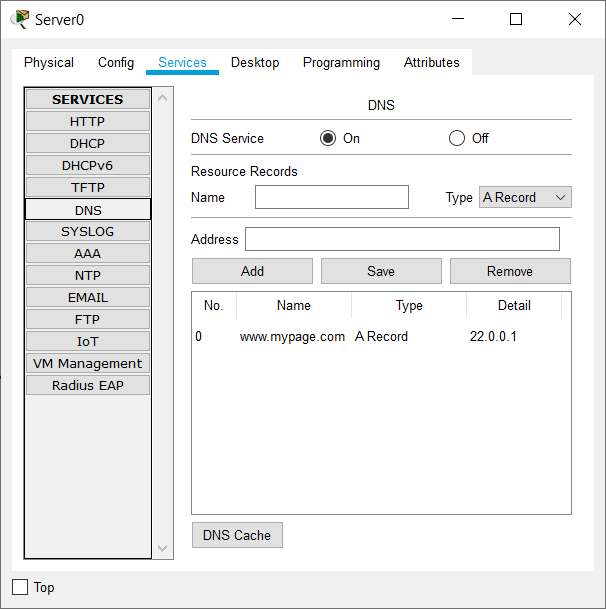 Server0
Physical Config Services Desktop Programming Attributes
SERVICES
HTTP
DHCP
DHCPv6
TFTP
DNS
SYSLOG
AAA
NTP
EMAIL
FTP
IoT
VM Management
Radius EAP
DNS
DNS Service On Off
Resource Records
Name Type A Record
Address
Add Save Remove
No. Name Type Detail
0 www.mypage.com A Record 22.0.0.1
DNS Cache
Top